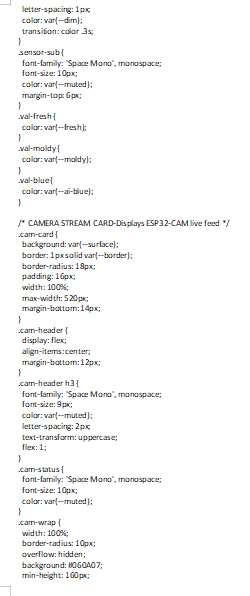 letter-spacing: 1px;
color: var(--dim);
transition: color .3s;
}
.sensor-sub {
font-family: 'Space Mono', monospace;
font-size: 10px;
color: var(--muted);
margin-top: 6px;
}
.val-fresh {
color: var(--fresh);
}
.val-moldy {
color: var(--moldy);
}
.val-blue {
color: var(--ai-blue);
}
/* CAMERA STREAM CARD-Displays ESP32-CAM live feed */
.cam-card {
background: var(--surface);
border: 1px solid var(--border);
border-radius: 18px;
padding: 16px;
width: 100%;
max-width: 520px;
margin-bottom: 14px;
}
.cam-header {
display: flex;
align-items: center;
margin-bottom: 12px;
}
.cam-header h3 {
font-family: 'Space Mono', monospace;
font-size: 9px;
color: var(--muted);
letter-spacing: 2px;
text-transform: uppercase;
flex: 1;
}
.cam-status {
font-family: 'Space Mono', monospace;
font-size: 10px;
color: var(--muted);
}
.cam-wrap {
width: 100%;
border-radius: 10px;
overflow: hidden;
background: #060A07;
min-height: 160px;